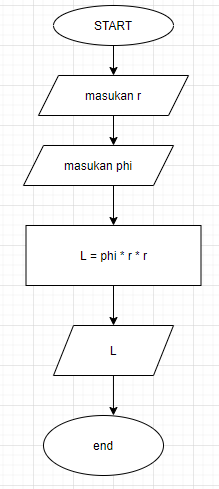 START
masukan r
masukan phi
L = phi * r * r
L
end